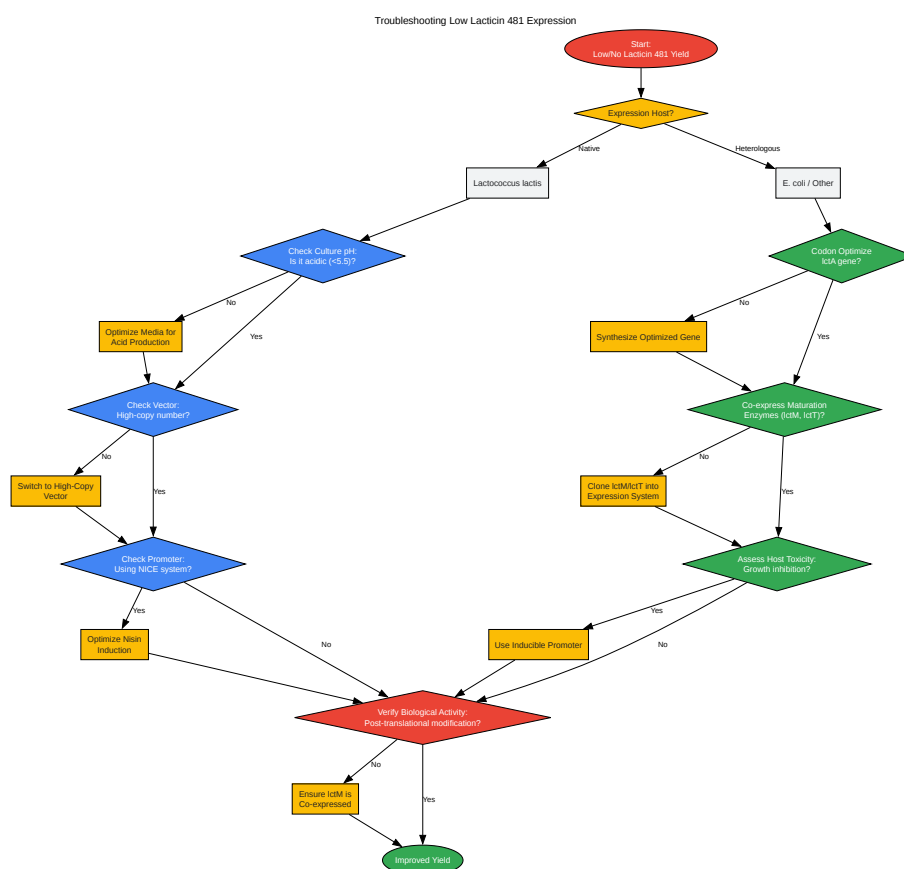 Troubleshooting Low Lacticin 481 Expression
Start:
Low/No Lacticin 481 Yield
Expression Host?
Native
Heterologous
Lactococcus lactis
E. coli / Other
Check Culture pH:
Is it acidic (<5.5)?
Codon Optimize
lctA gene?
No
No
Optimize Media for
Acid Production
Yes
Synthesize Optimized Gene
Yes
Check Vector:
High-copy number?
Co-express Maturation
Enzymes (lctM, lctT)?
No
No
Switch to High-Copy
Vector
Yes
Clone lctM/lctT into
Expression System
Yes
Check Promoter:
Using NICE system?
Assess Host Toxicity:
Growth inhibition?
Yes
Yes
Optimize Nisin
Induction
No
Use Inducible Promoter
No
Verify Biological Activity:
Post-translational modification?
No
Ensure lctM is
Co-expressed
Yes
Improved Yield